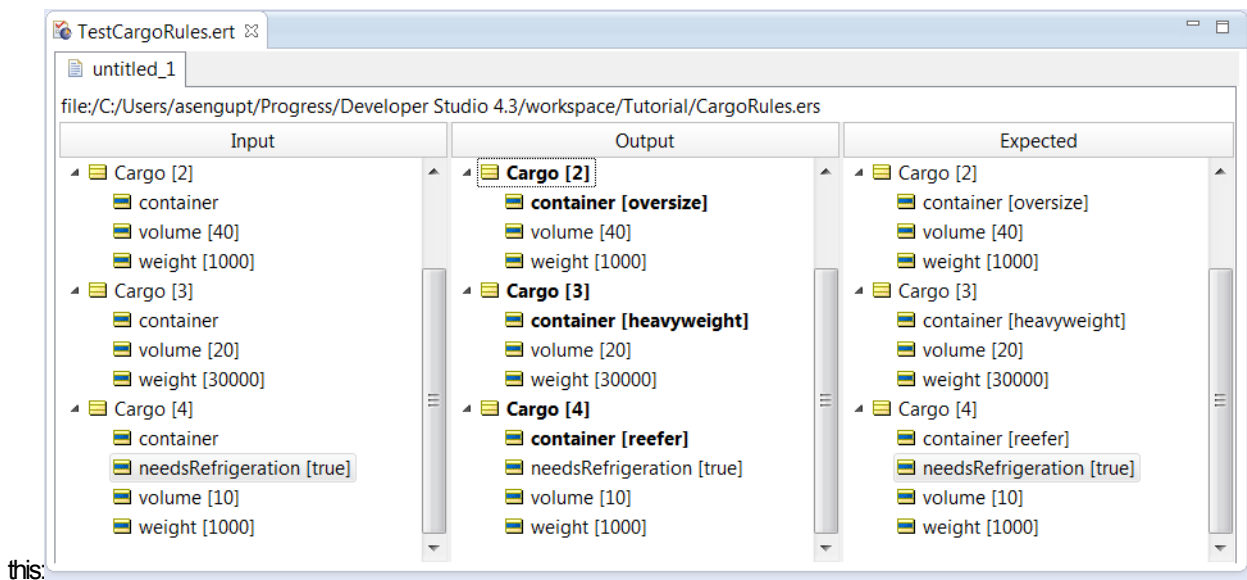 TestCargoRules.ert
untitled_1
file:/C:/Users/asengupt/Progress/Developer Studio 4.3/workspace/Tutorial/CargoRules.ers
Input Output Expected
Cargo [2] Cargo [2] Cargo [2]
container container [oversize] container [oversize]
volume [40] volume [40] volume [40]
weight [1000] weight [1000] weight [1000]
Cargo [3] Cargo [3] Cargo [3]
container container [heavyweight] container [heavyweight]
volume [20] volume [20] volume [20]
weight [30000] weight [30000] weight [30000]
Cargo [4] Cargo [4] Cargo [4]
container container [reefer] container [reefer]
needsRefrigeration [true] needsRefrigeration [true] needsRefrigeration [true]
volume [10] volume [10] volume [10]
weight [1000] weight [1000] weight [1000]
this: